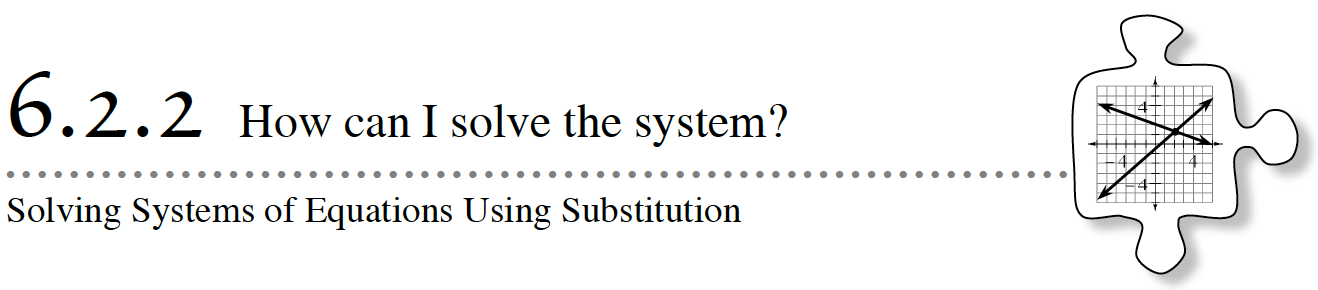 6.2.2 How can I solve the system?
Solving Systems of Equations Using Substitution
4
-4
4
-4